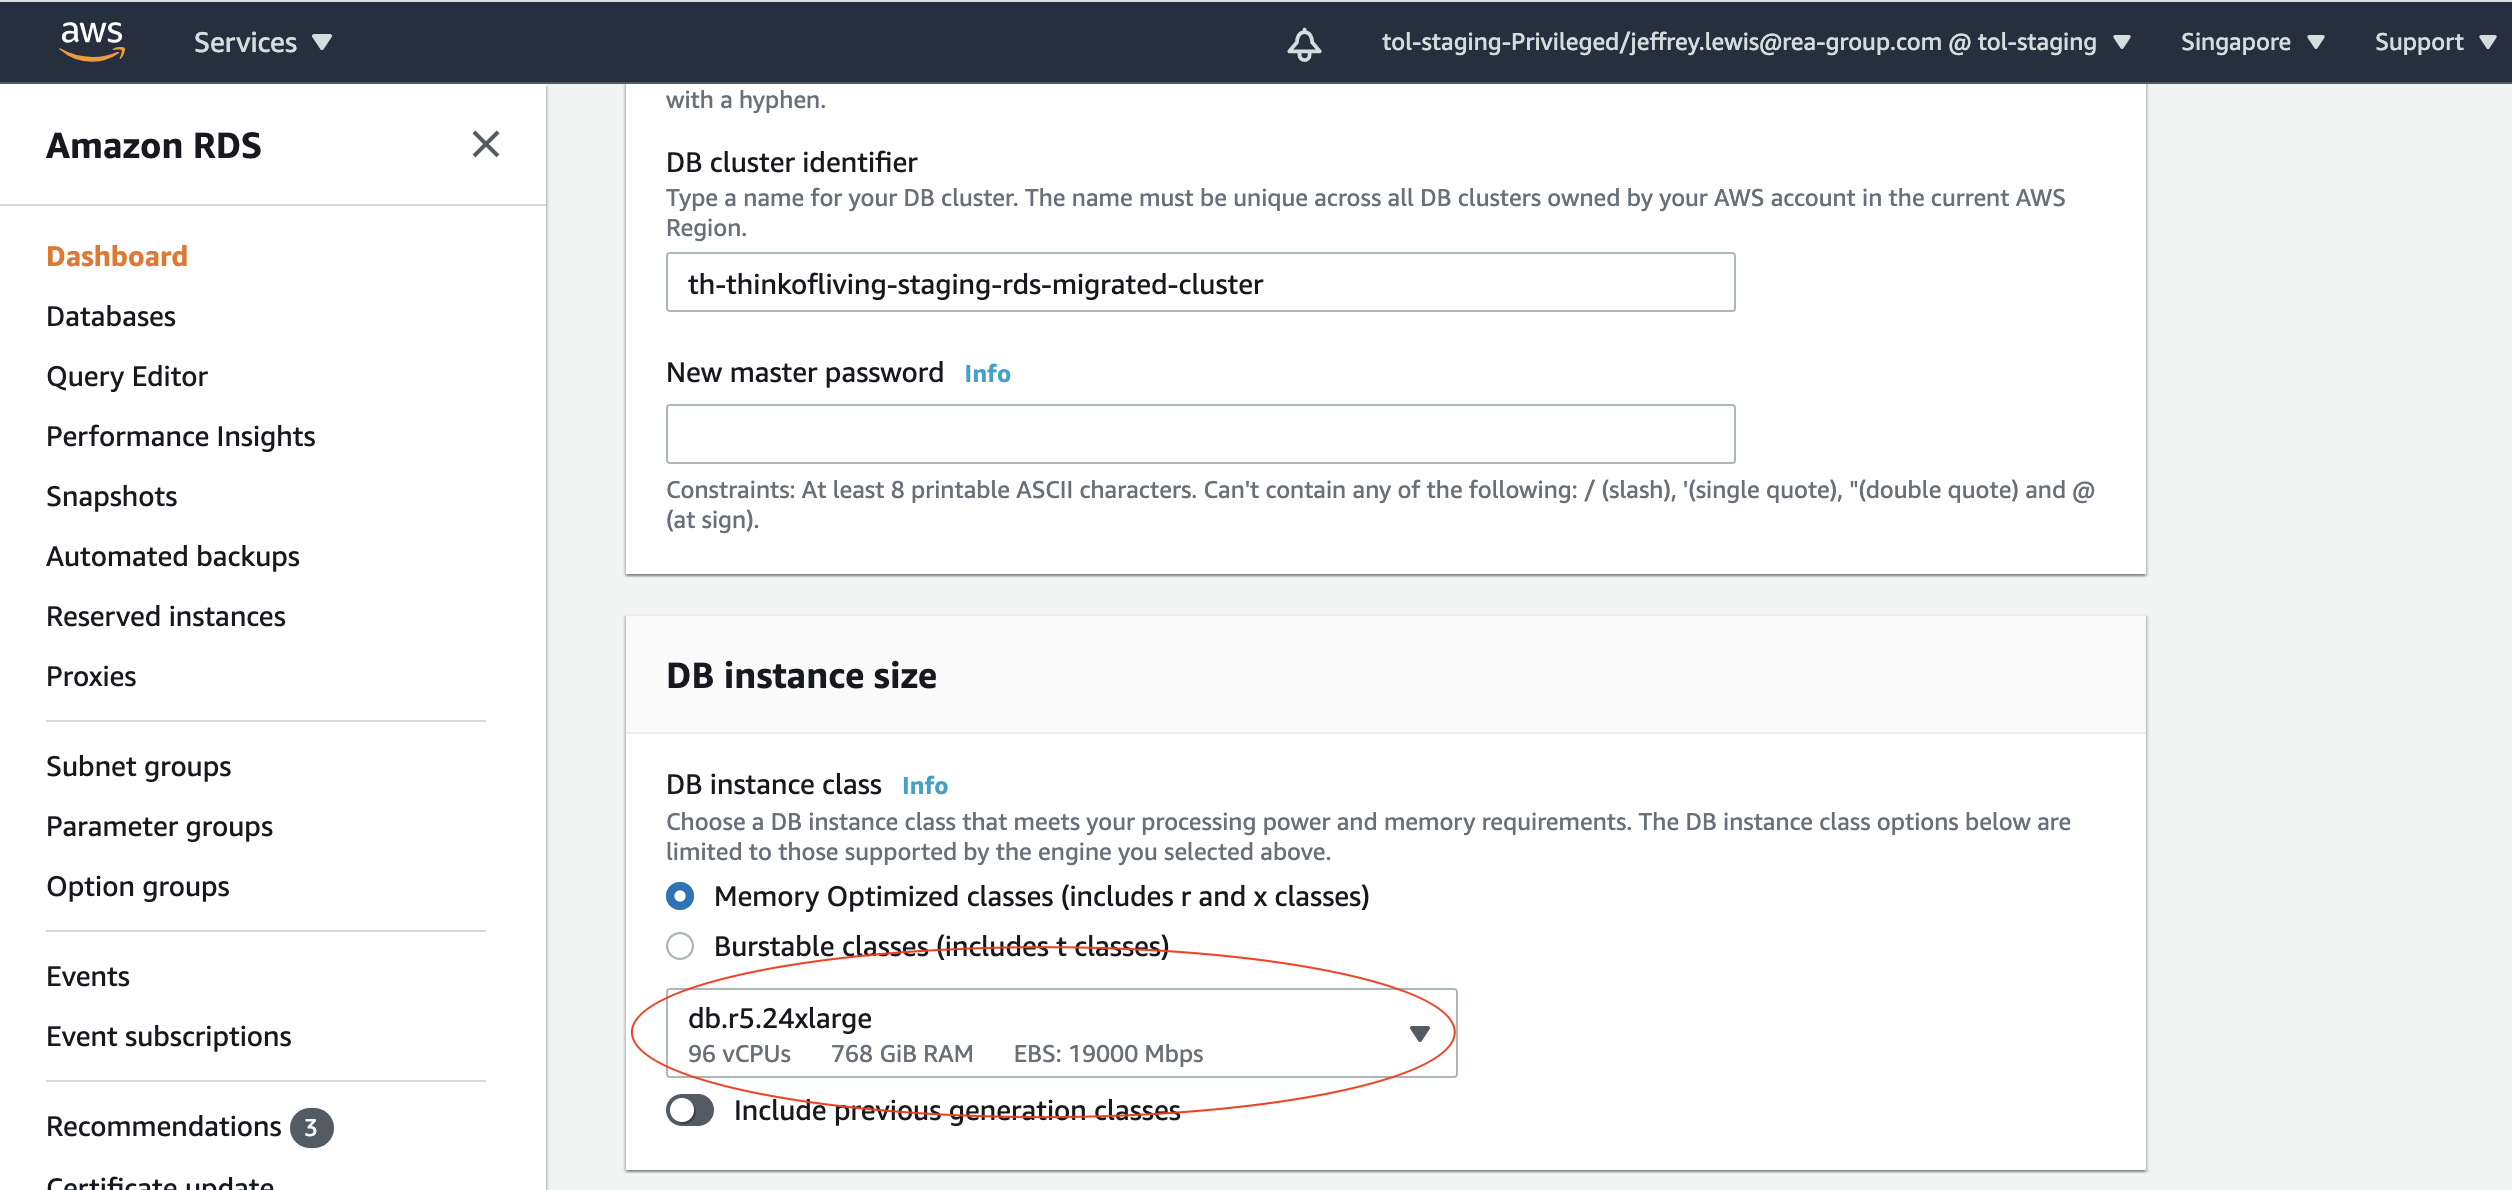 aws
Services
tol-staging-Privileged/jeffrey.lewis@rea-group.com @ tol-staging
Singapore
Support
Amazon RDS
Dashboard
Databases
Query Editor
Performance Insights
Snapshots
Automated backups
Reserved instances
Proxies
Subnet groups
Parameter groups
Option groups
Events
Event subscriptions
Recommendations 3
Certificate update
with a hyphen.
DB cluster identifier
Type a name for your DB cluster. The name must be unique across all DB clusters owned by your AWS account in the current AWS
Region.
th-thinkofliving-staging-rds-migrated-cluster
New master password Info
Constraints: At least 8 printable ASCII characters. Can't contain any of the following: / (slash), '(single quote), "(double quote) and @
(at sign).
DB instance size
DB instance class Info
Choose a DB instance class that meets your processing power and memory requirements. The DB instance class options below are
limited to those supported by the engine you selected above.
Memory Optimized classes (includes r and x classes)
Burstable classes (includes t classes)
db.r5.24xlarge
96 vCPUs 768 GiB RAM EBS: 19000 Mbps
Include previous generation classes